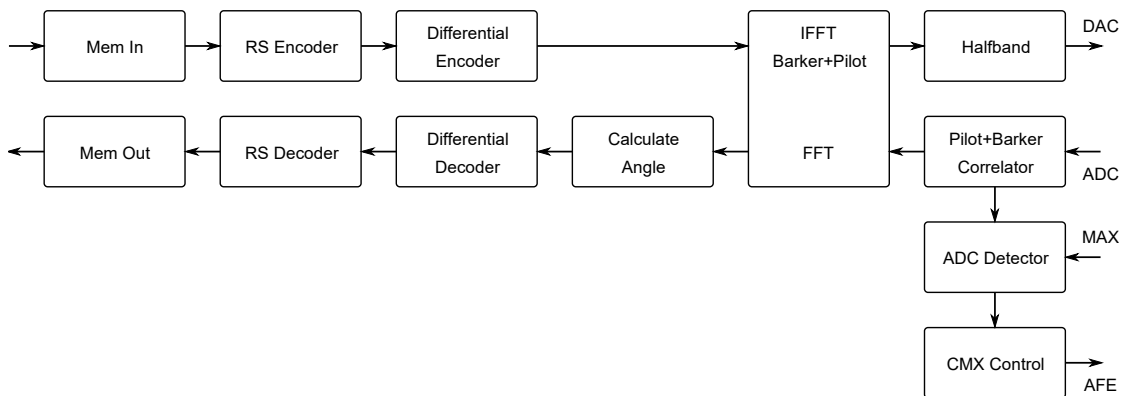 DAC
Mem In
RS Encoder
Differential
Encoder
IFFT
Barker+Pilot
Halfband
Mem Out
RS Decoder
Differential
Decoder
Calculate
Angle
FFT
Pilot+Barker
Correlator
ADC
MAX
ADC Detector
CMX Control
AFE